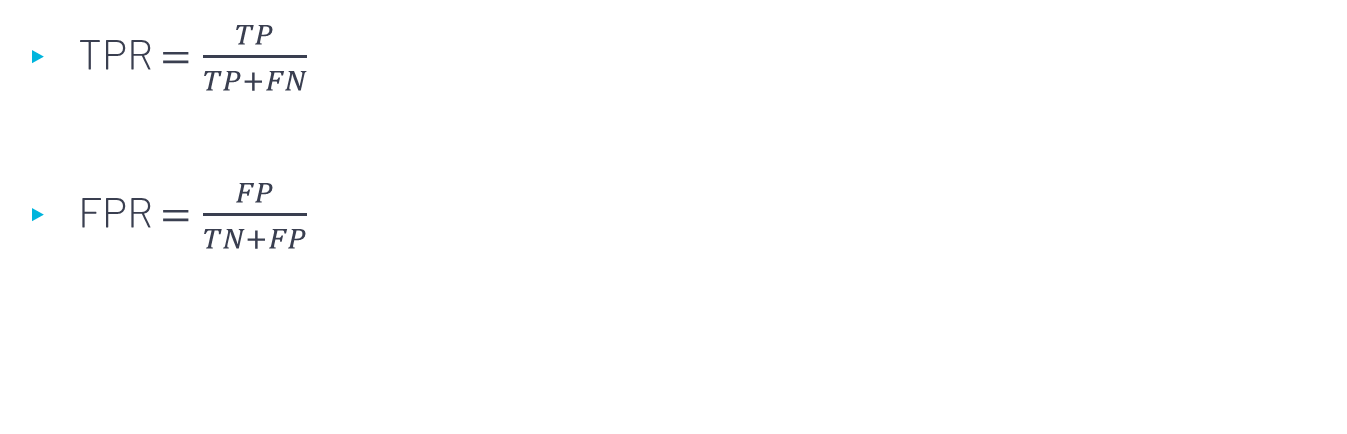 ▸ TPR = TP / TP+FN
▸ FPR = FP / TN+FP